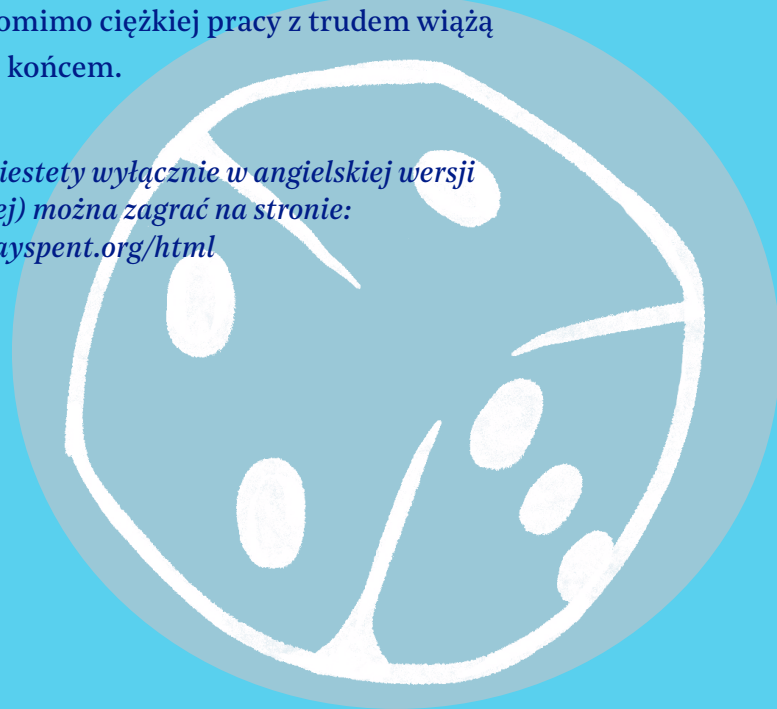 omimo ciężkiej pracy z trudem wiążą
końcem.
iestety wyłącznie w angielskiej wersji
ej) można zagrać na stronie:
ayspent.org/html